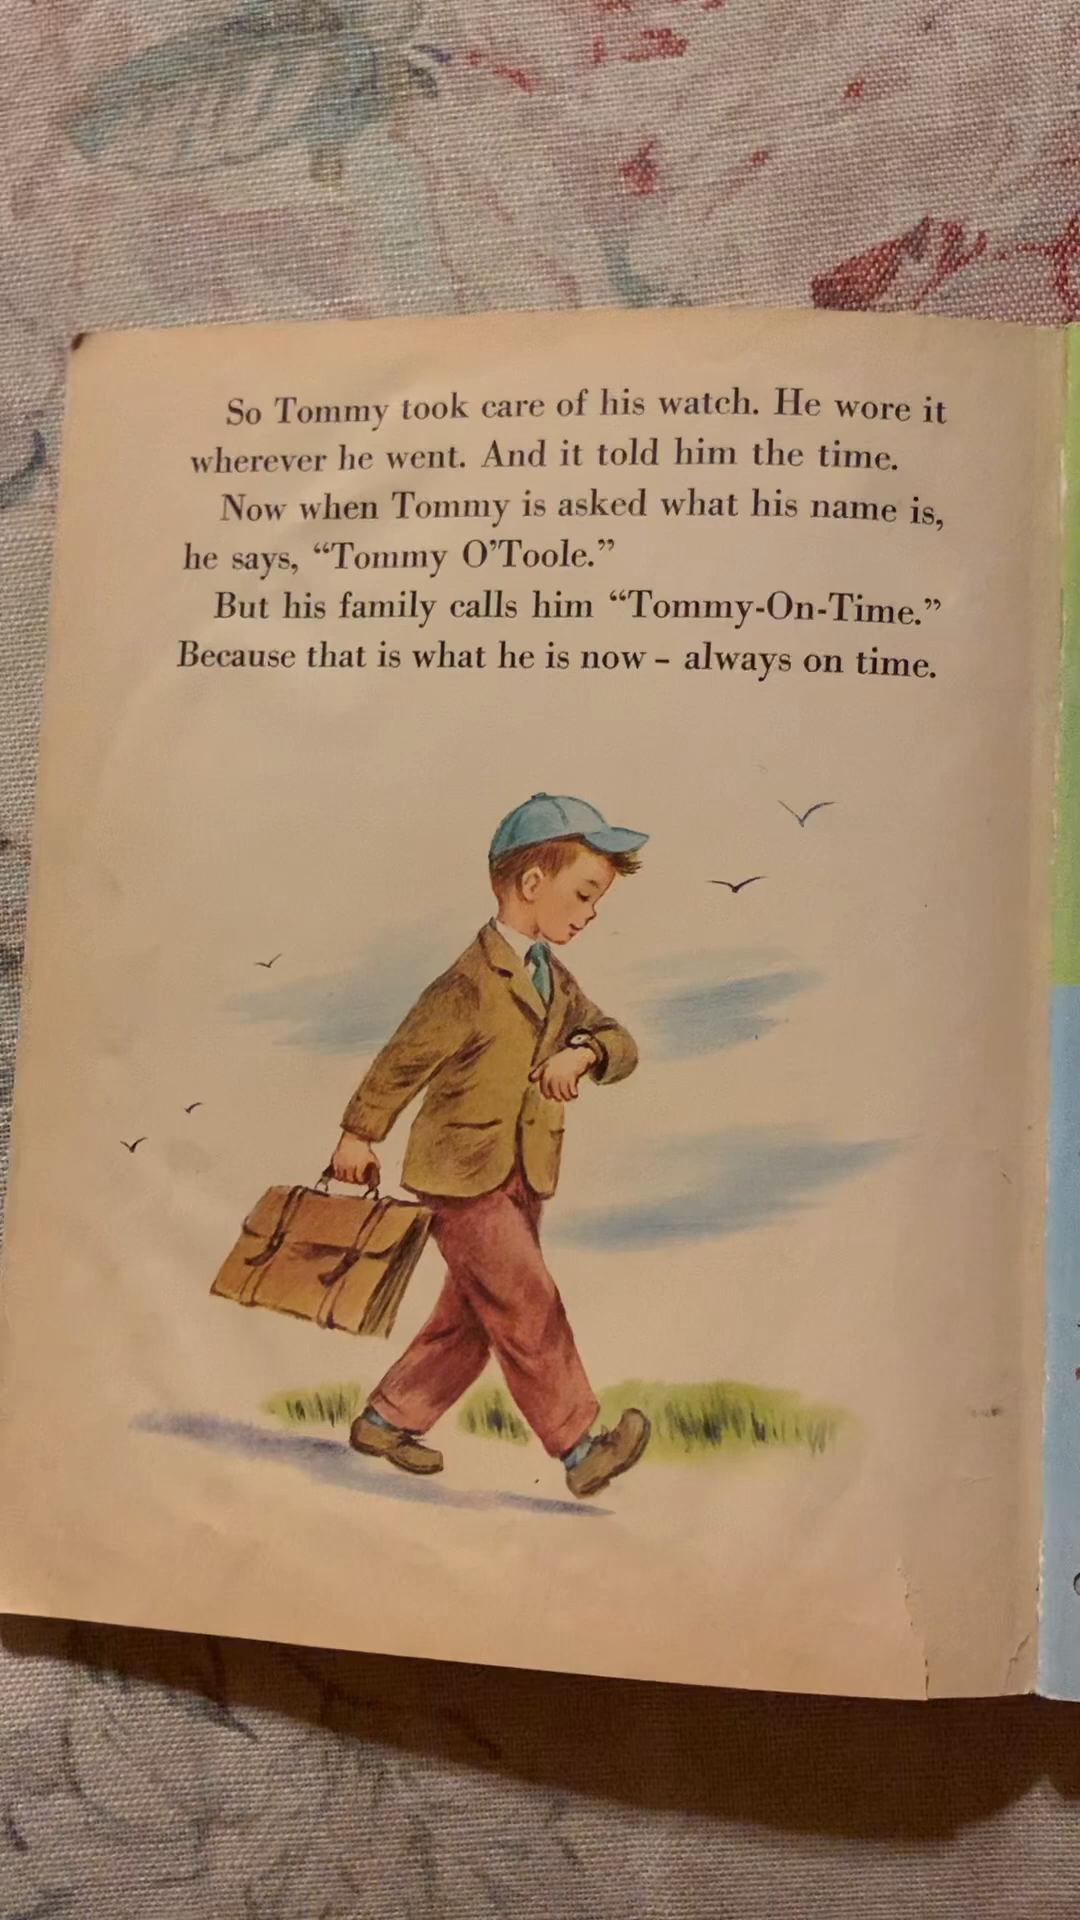 So Tommy took care of his watch. He wore it
wherever he went. And it told him the time.
Now when Tommy is asked what his name is,
he says, “Tommy O’Toole.”
But his family calls him “Tommy-On-Time.”
Because that is what he is now – always on time.